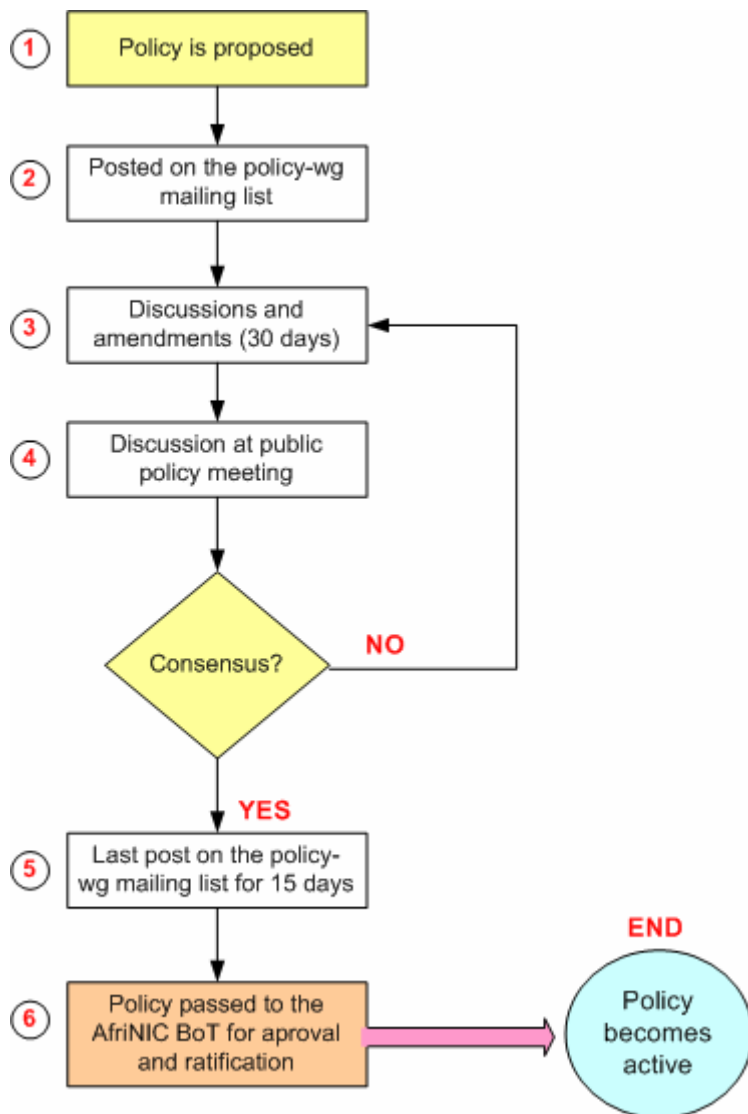 1
Policy is proposed
2
Posted on the policy-wg
mailing list
3
Discussions and
amendments (30 days)
4
Discussion at public
policy meeting
Consensus?
NO
YES
5
Last post on the policy-
wg mailing list for 15 days
END
6
Policy passed to the
AfriNIC BoT for aproval
and ratification
Policy
becomes
active